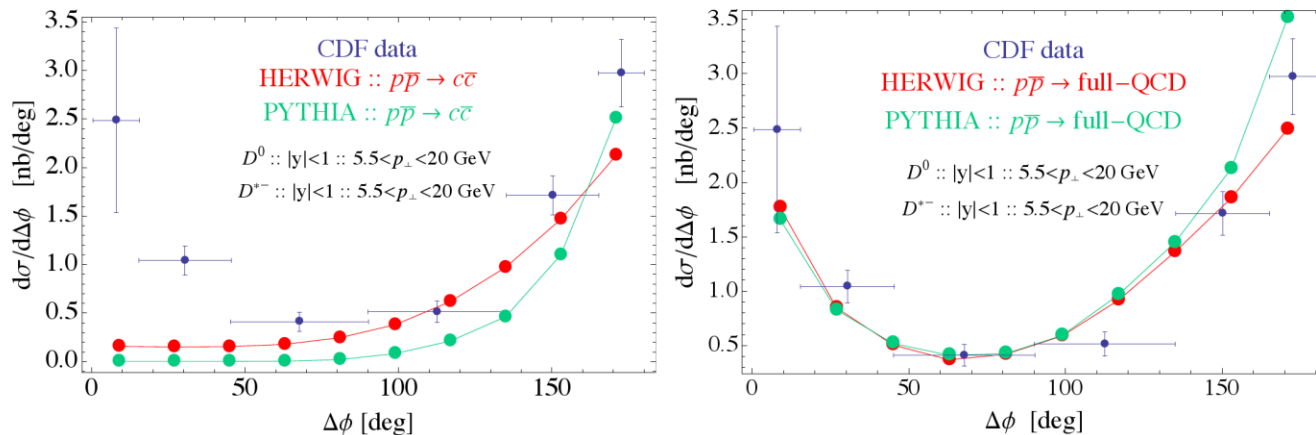 3.5
3.0
2.5
2.0
1.5
1.0
0.5
0.0
dσ/dΔϕ [nb/deg]
CDF data
HERWIG :: pp̅ → cc̅
PYTHIA :: pp̅ → cc̅
D⁰ :: |y|<1 :: 5.5<p⊥<20 GeV
D*⁻ :: |y|<1 :: 5.5<p⊥<20 GeV
0 50 100 150
Δϕ [deg]
3.5
3.0
2.5
2.0
1.5
1.0
0.5
dσ/dΔϕ [nb/deg]
CDF data
HERWIG :: pp̅ → full−QCD
PYTHIA :: pp̅ → full−QCD
D⁰ :: |y|<1 :: 5.5<p⊥<20 GeV
D*⁻ :: |y|<1 :: 5.5<p⊥<20 GeV
0 50 100 150
Δϕ [deg]